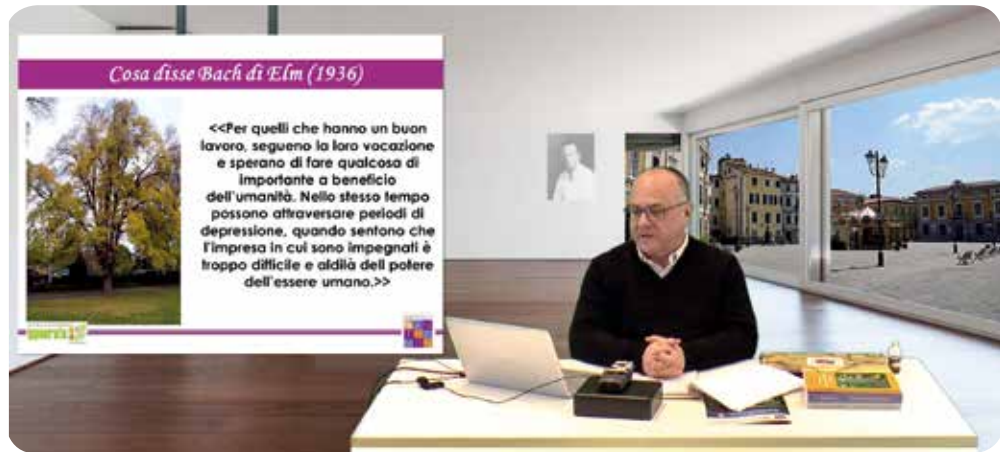 Cosa disse Bach di Elm (1936)
<<Per quelli che hanno un buon
lavoro, seguono la loro vocazione
e sperano di fare qualcosa di
importante a beneficio
dell'umanità. Nello stesso tempo
possono attraversare periodi di
depressione, quando sentono che
l'impresa in cui sono impegnati è
troppo difficile e aldilà dell potere
dell'essere umano.>>